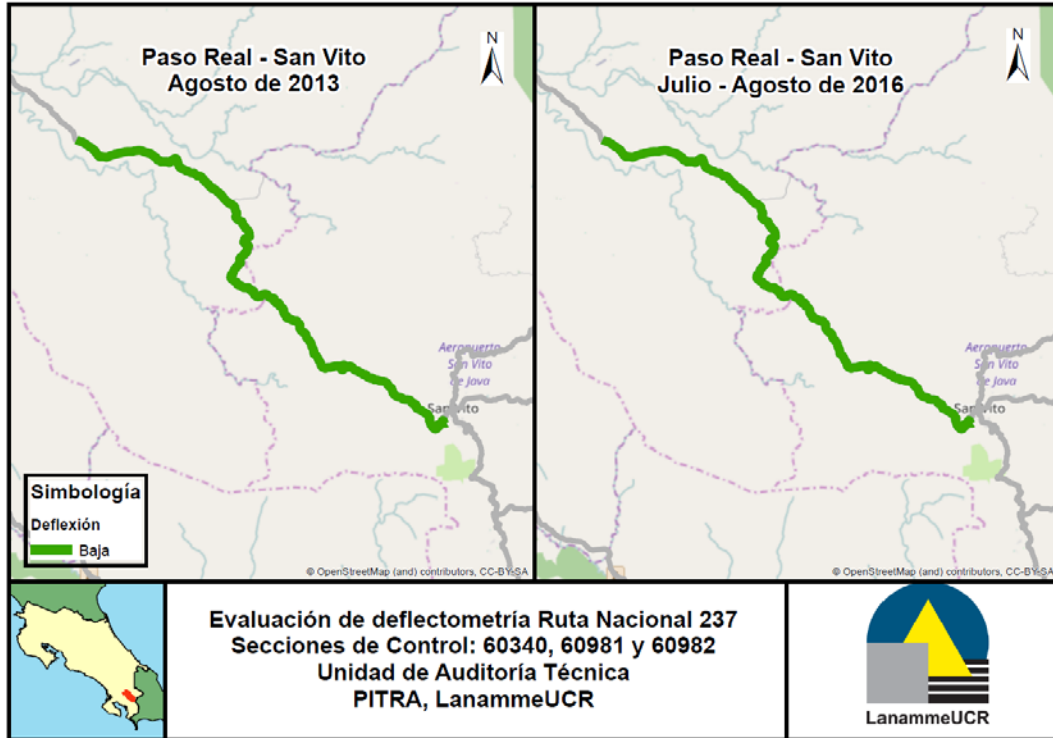 Paso Real - San Vito
Agosto de 2013
N
Aeropuerto
San Vito
de Java
San Vito
Simbología
Deflexión
Baja
© OpenStreetMap (and) contributors, CC-BY-SA
Paso Real - San Vito
Julio - Agosto de 2016
N
Aeropuerto
San Vito
de Java
San Vito
© OpenStreetMap (and) contributors, CC-BY-SA
Evaluación de deflectometría Ruta Nacional 237
Secciones de Control: 60340, 60981 y 60982
Unidad de Auditoría Técnica
PITRA, LanammeUCR
LanammeUCR